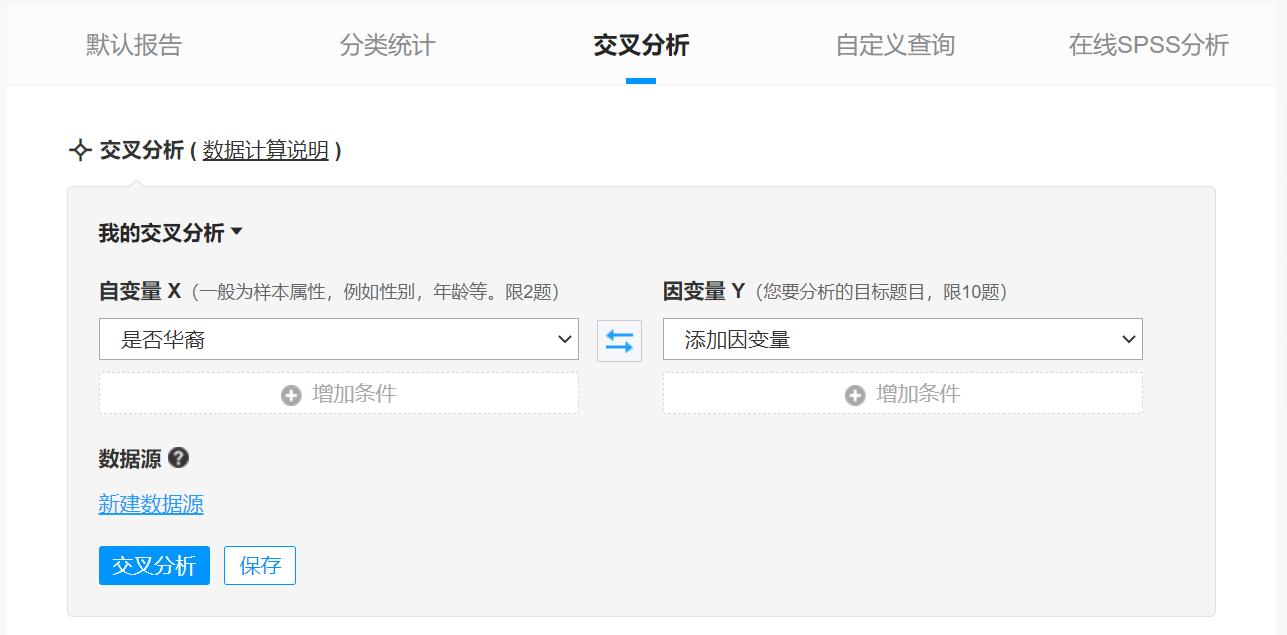 默认报告 分类统计 交叉分析 自定义查询 在线SPSS分析
交叉分析 ( 数据计算说明 )
我的交叉分析
自变量 X（一般为样本属性，例如性别，年龄等。限2题） 因变量 Y（您要分析的目标题目，限10题）
是否华裔 添加因变量
增加条件 增加条件
数据源 ?
新建数据源
交叉分析 保存